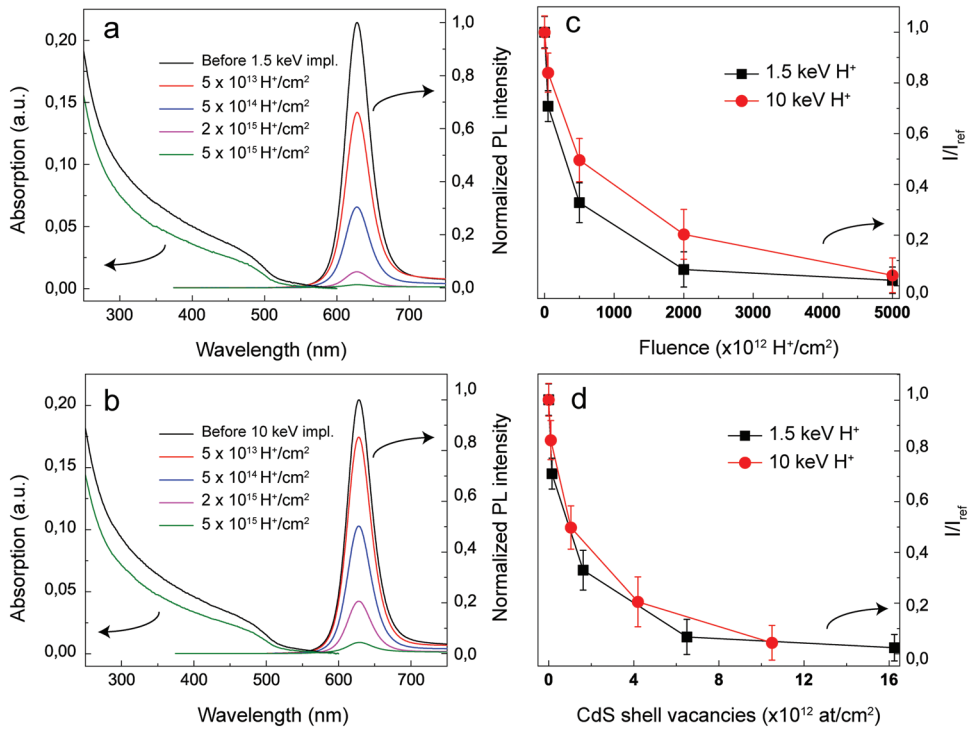 a
0,20
0,15
0,10
0,05
0,00
Absorption (a.u.)
Before 1.5 keV impl.
5 x 10¹³ H⁺/cm²
5 x 10¹⁴ H⁺/cm²
2 x 10¹⁵ H⁺/cm²
5 x 10¹⁵ H⁺/cm²
1,0
0,8
0,6
0,4
0,2
0,0
Normalized PL intensity
300 400 500 600 700
Wavelength (nm)
c
1.5 keV H⁺
10 keV H⁺
1,0
0,8
0,6
0,4
0,2
0,0
I/Iref
0 1000 2000 3000 4000 5000
Fluence (x10¹² H⁺/cm²)
b
0,20
0,15
0,10
0,05
0,00
Absorption (a.u.)
Before 10 keV impl.
5 x 10¹³ H⁺/cm²
5 x 10¹⁴ H⁺/cm²
2 x 10¹⁵ H⁺/cm²
5 x 10¹⁵ H⁺/cm²
1,0
0,8
0,6
0,4
0,2
0,0
Normalized PL intensity
300 400 500 600 700
Wavelength (nm)
d
1.5 keV H⁺
10 keV H⁺
1,0
0,8
0,6
0,4
0,2
0,0
I/Iref
0 4 8 12 16
CdS shell vacancies (x10¹² at/cm²)